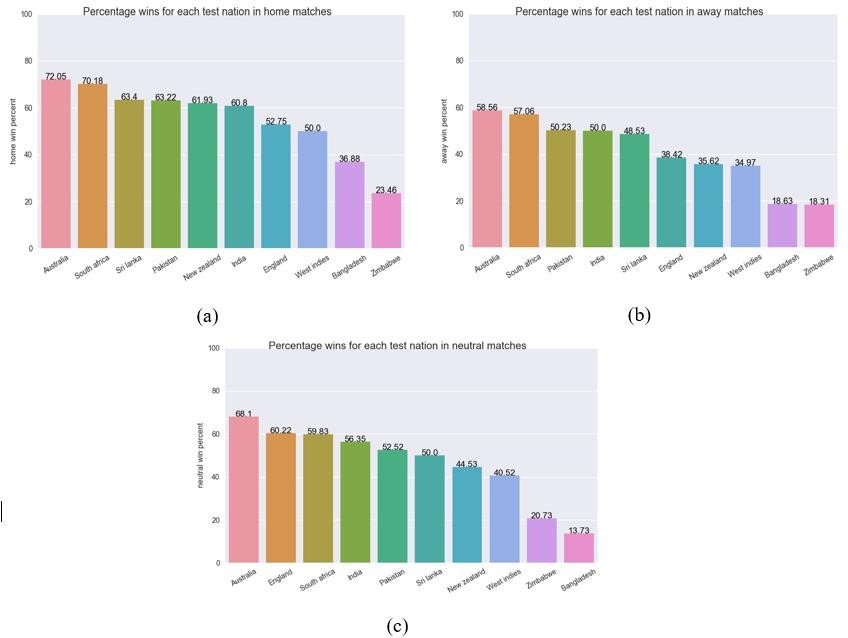 Percentage wins for each test nation in home matches
100
80
60
40
20
0
home win percent
72.05
70.18
63.4
63.22
61.93
60.8
52.75
50.0
36.88
23.46
Australia
South africa
Sri lanka
Pakistan
New zealand
India
England
West indies
Bangladesh
Zimbabwe
(a)
Percentage wins for each test nation in away matches
100
80
60
40
20
0
away win percent
58.56
57.06
50.23
50.0
48.53
38.42
35.62
34.97
18.63
18.31
Australia
South africa
Pakistan
India
Sri lanka
England
New zealand
West indies
Bangladesh
Zimbabwe
(b)
Percentage wins for each test nation in neutral matches
100
80
60
40
20
0
neutral win percent
68.1
60.22
59.83
56.35
52.52
50.0
44.53
40.52
20.73
13.73
Australia
England
South africa
India
Pakistan
Sri lanka
New zealand
West indies
Zimbabwe
Bangladesh
(c)